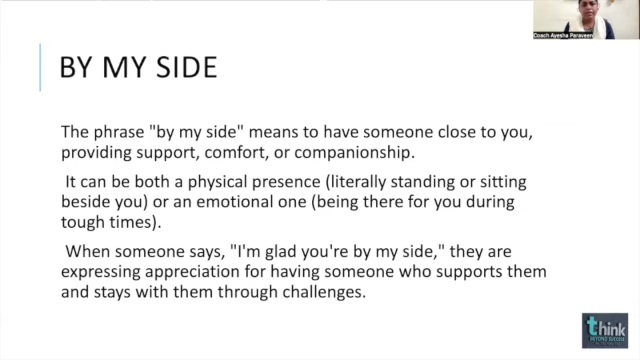 Coach Ayesha Paraveen
BY MY SIDE
The phrase "by my side" means to have someone close to you,
providing support, comfort, or companionship.
It can be both a physical presence (literally standing or sitting
beside you) or an emotional one (being there for you during
tough times).
When someone says, "I'm glad you're by my side," they are
expressing appreciation for having someone who supports them
and stays with them through challenges.
think
BEYOND SUCCESS